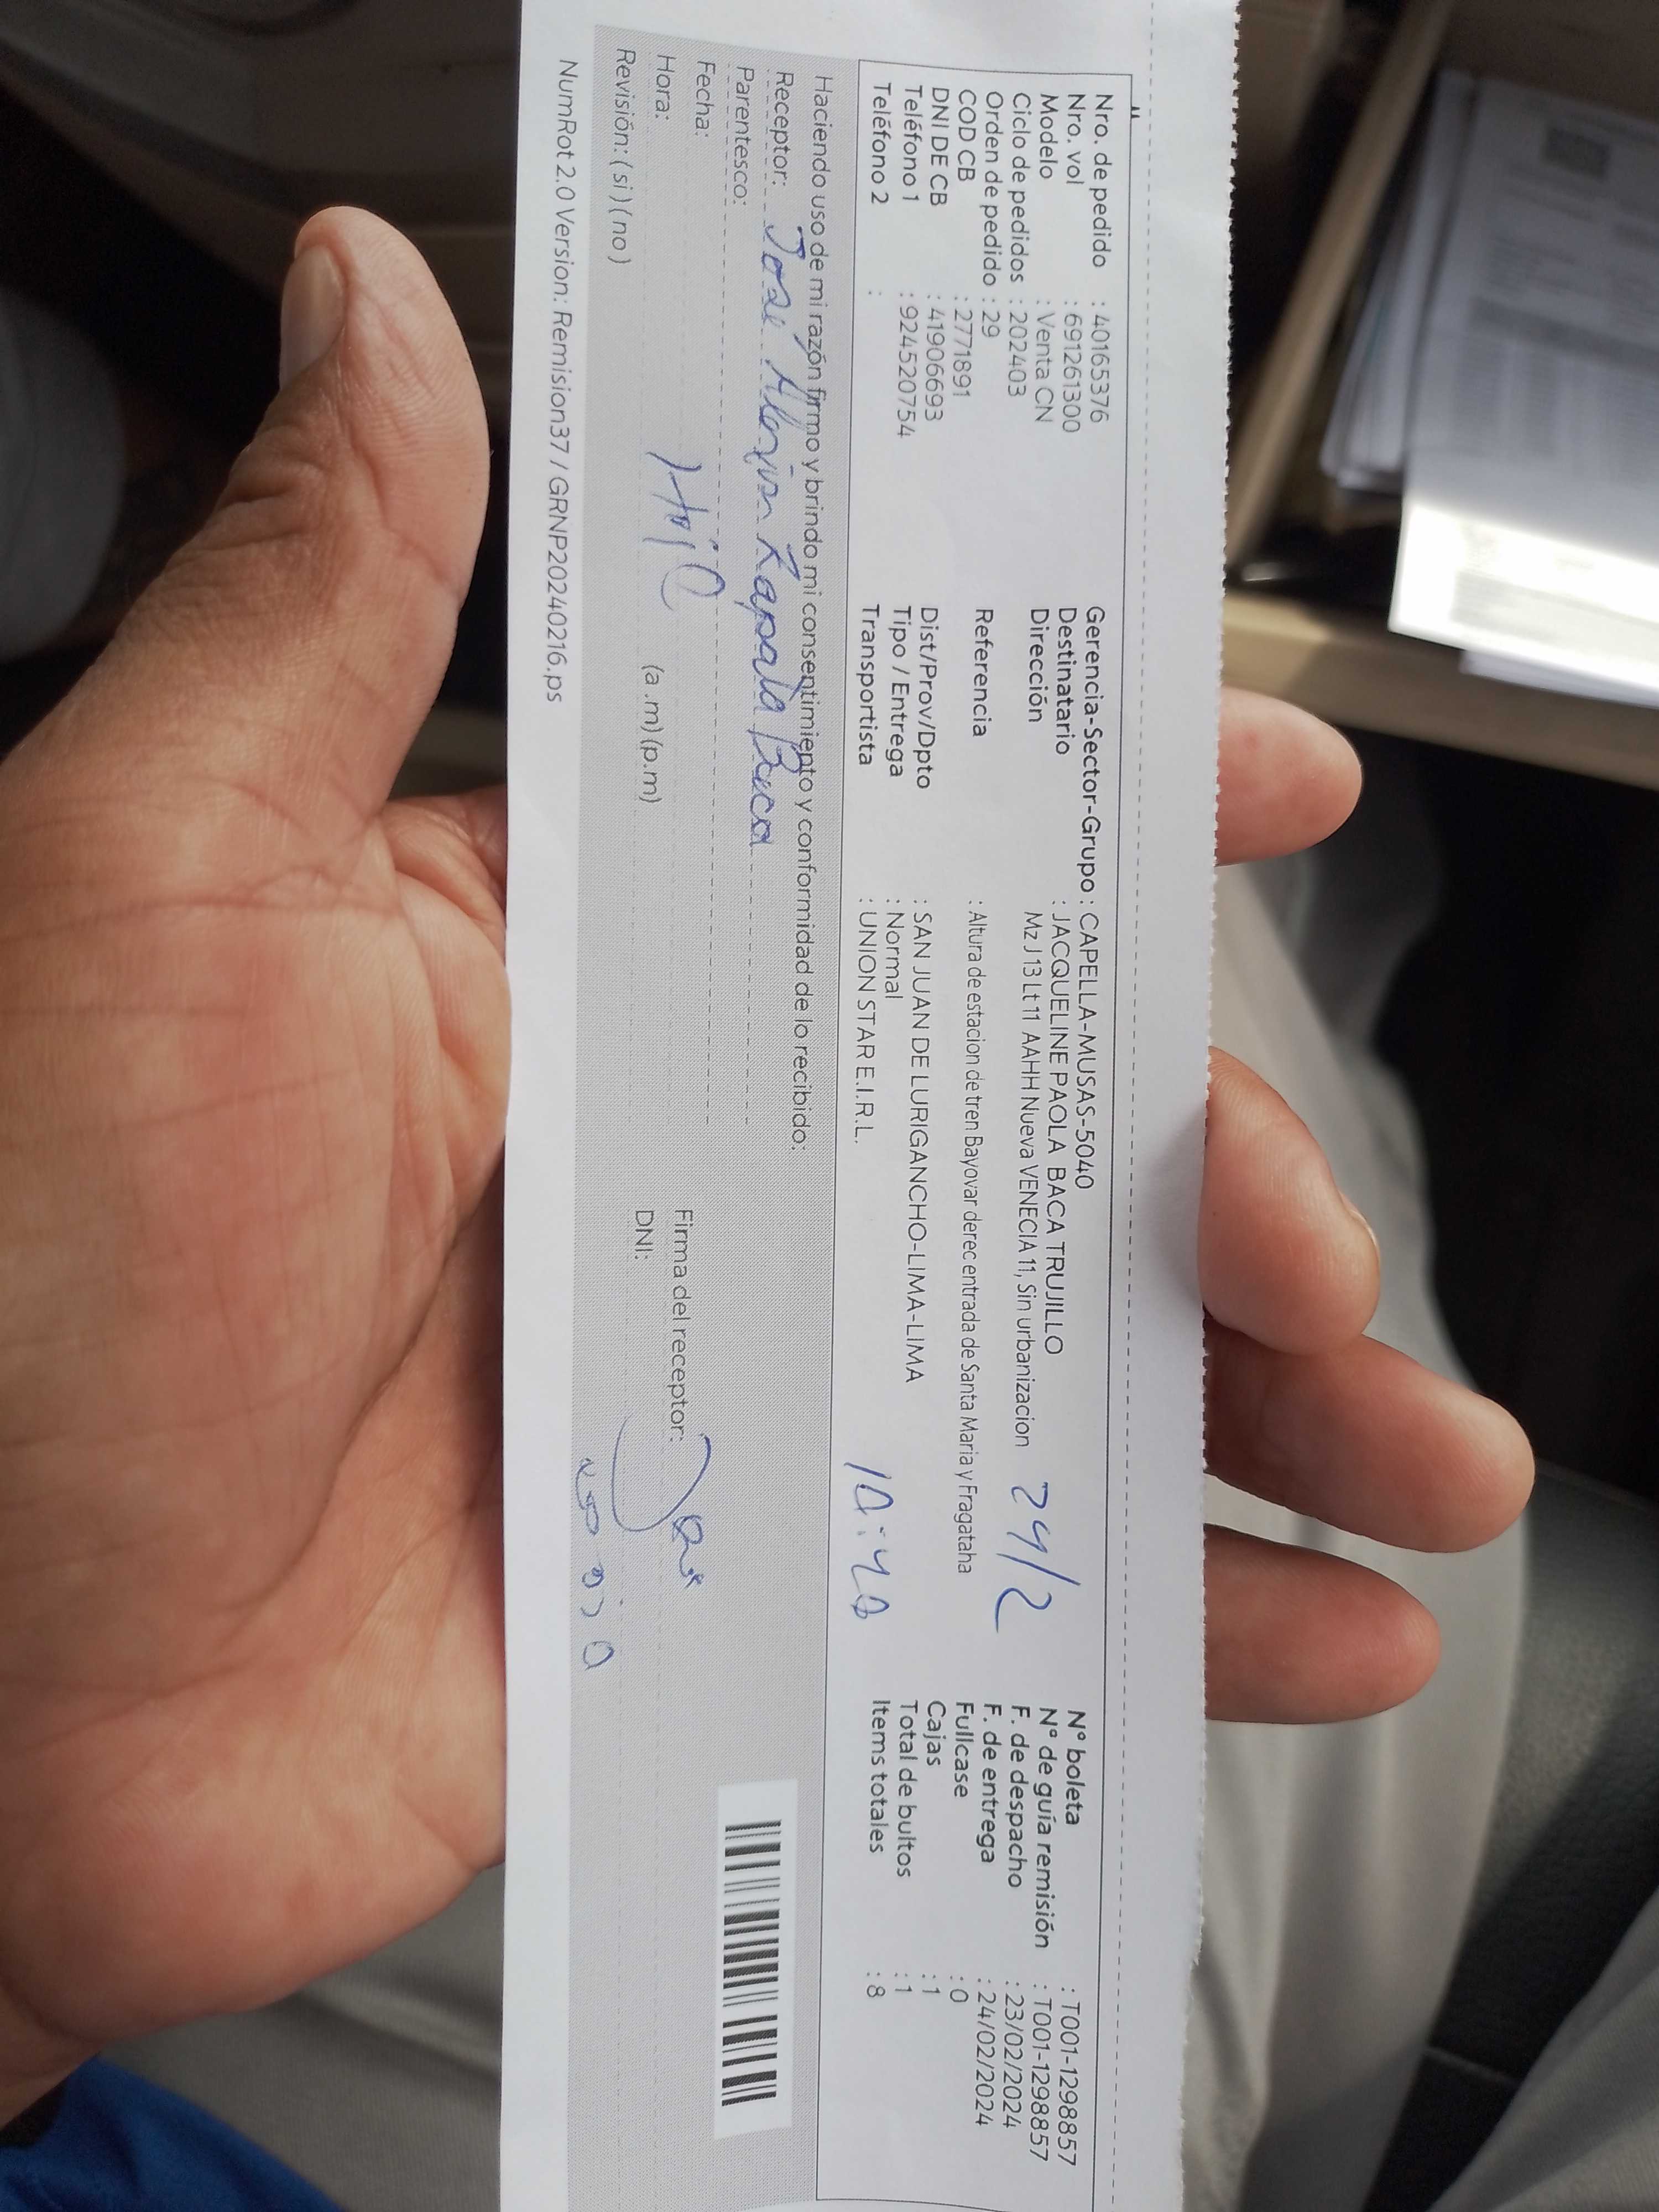 Nro. de pedido : 40165376
Nro. vol : 691261300
Modelo : Venta CN
Ciclo de pedidos : 202403
Orden de pedido : 29
COD CB : 2771891
DNI DE CB : 41906693
Teléfono 1 : 924520754
Teléfono 2 :
Gerencia-Sector-Grupo : CAPELLA-MUSAS-5040
Destinatario : JACQUELINE PAOLA BACA TRUJILLO
Dirección Mz J 13 Lt 11 AAHH Nueva VENECIA 11, Sin urbanizacion
Referencia : Altura de estacion de tren Bayovar derec entrada de Santa Maria y Fragataha
Dist/Prov/Dpto : SAN JUAN DE LURIGANCHO-LIMA-LIMA
Tipo / Entrega : Normal
Transportista : UNION STAR E.I.R.L.
24/2
10:40
N° boleta : T001-1298857
N° de guía remisión : T001-1298857
F. de despacho : 23/02/2024
F. de entrega : 24/02/2024
Fullcase : 0
Cajas : 1
Total de bultos : 1
Items totales : 8
Haciendo uso de mi razón firmo y brindo mi consentimiento y conformidad de lo recibido:
Receptor: José Zapata Baca
Parentesco:
Fecha:
Hora: (a .m) (p.m)
Revisión: (si) (no)
Firma del receptor:
DNI:
NumRot 2.0 Version: Remision37 / GRNP20240216.ps